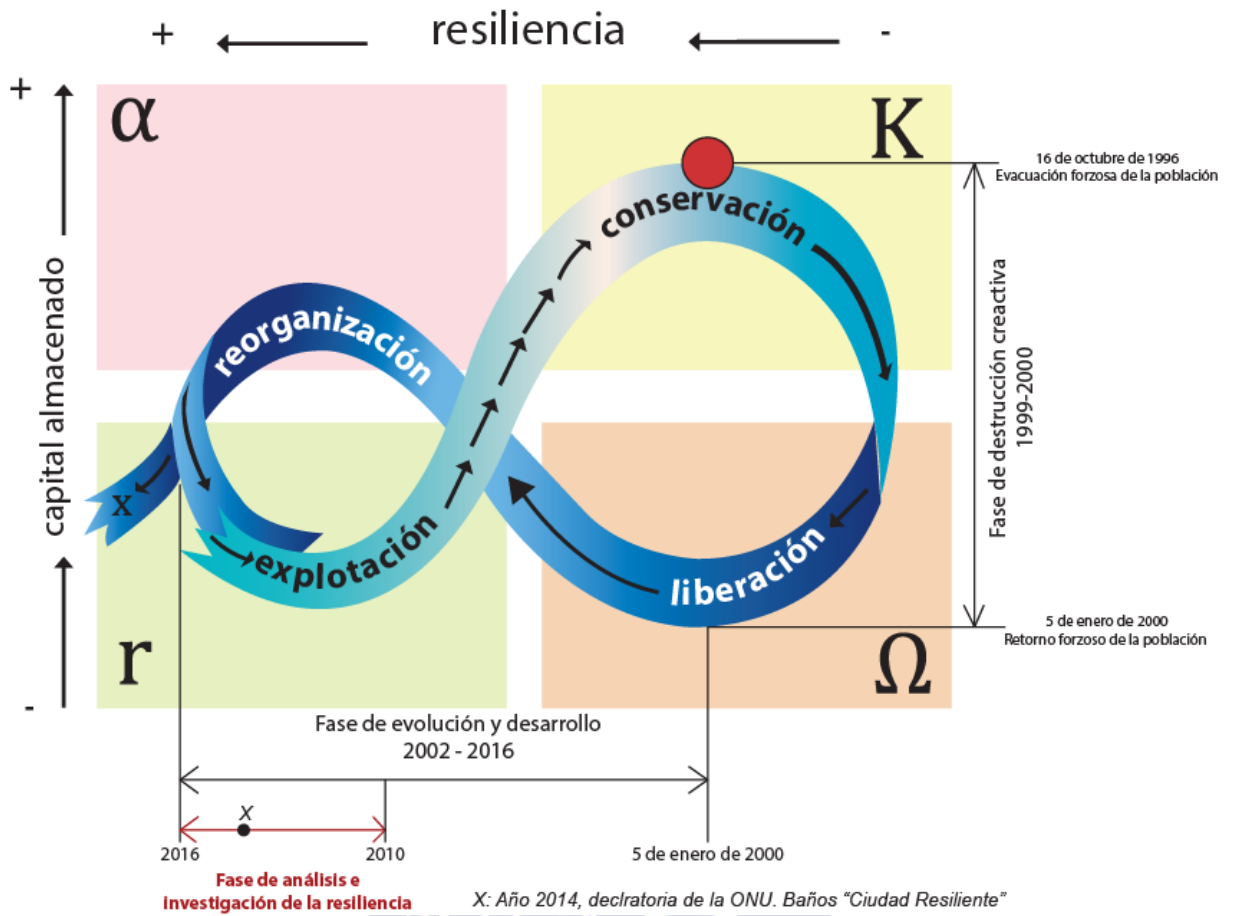 + resiliencia -
+
α
K
16 de octubre de 1996
Evacuación forzosa de la población
conservación
reorganización
capital almacenado
Fase de destrucción creactiva
1999-2000
x
explotación
liberación
5 de enero de 2000
Retorno forzoso de la población
r
Ω
-
Fase de evolución y desarrollo
2002 - 2016
x
2016
2010
5 de enero de 2000
Fase de análisis e
investigación de la resiliencia
X: Año 2014, declratoria de la ONU. Baños "Ciudad Resiliente"